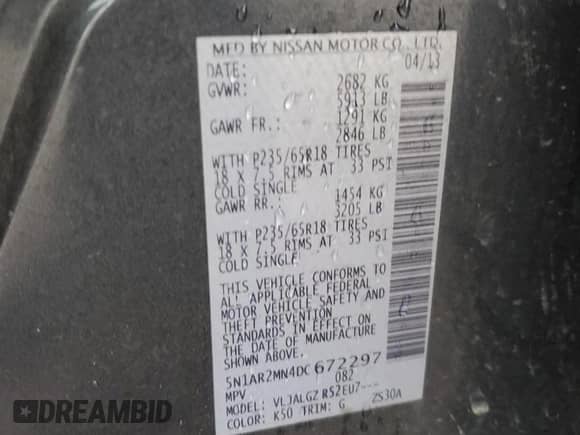 MFD BY NISSAN MOTOR CO., LTD.
DATE: 04/13
GVWR: 2682 KG
5913 LB
GAWR FR.: 1291 KG
2846 LB
WITH P235/65R18 TIRES
18 X 7.5 RIMS AT 33 PSI
COLD SINGLE
GAWR RR.: 1454 KG
3205 LB
WITH P235/65R18 TIRES
18 X 7.5 RIMS AT 33 PSI
COLD SINGLE
THIS VEHICLE CONFORMS TO
ALL APPLICABLE FEDERAL
MOTOR VEHICLE SAFETY AND
THEFT PREVENTION
STANDARDS IN EFFECT ON
THE DATE OF MANUFACTURE
SHOWN ABOVE.
5N1AR2MN4DC672297
MPV 082
MODEL: VLJALGZ RS2EU7---
COLOR: K50 TRIM: G ZS30A
DREAMBID